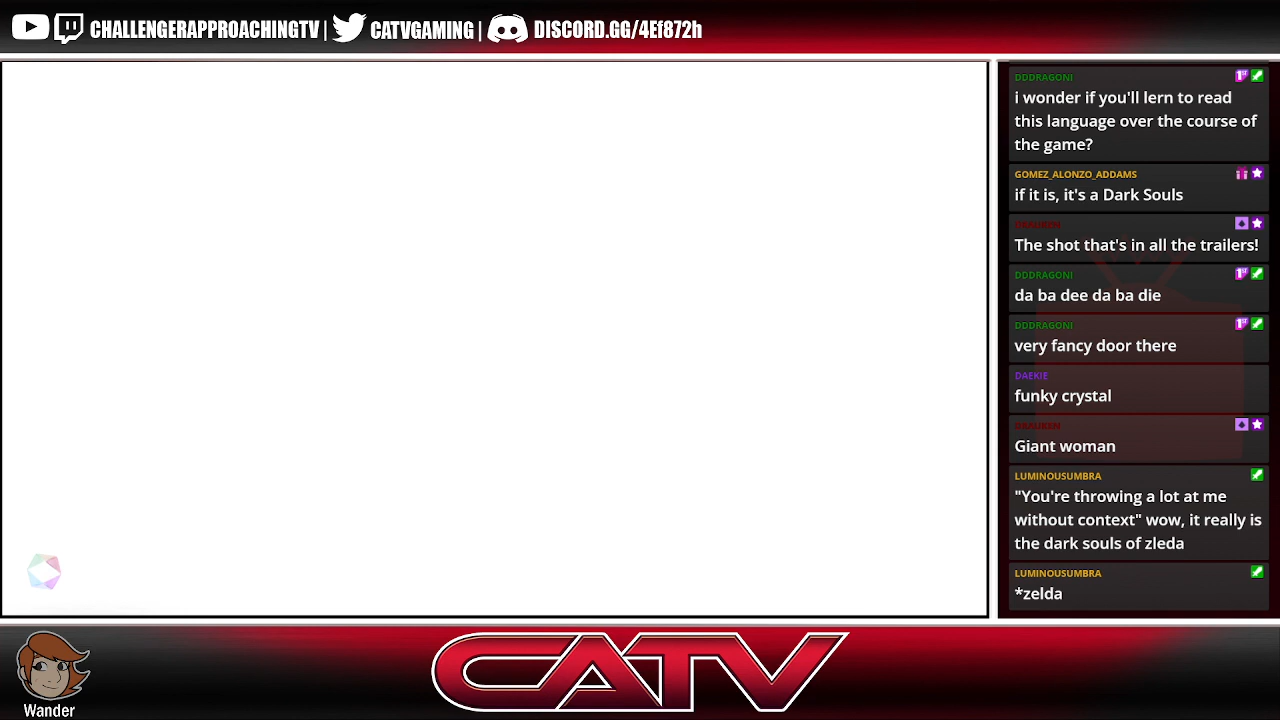 CHALLENGERAPPROACHINGTV | CATVGAMING | DISCORD.GG/4Ef872h
DDDRAGONI
i wonder if you'll lern to read
this language over the course of
the game?
GOMEZ_ALONZO_ADDAMS
if it is, it's a Dark Souls
The shot that's in all the trailers!
DDDRAGONI
da ba dee da ba die
DDDRAGONI
very fancy door there
DAEKIE
funky crystal
Giant woman
LUMINOUSUMBRA
"You're throwing a lot at me
without context" wow, it really is
the dark souls of zleda
LUMINOUSUMBRA
*zelda
CATV
Wander